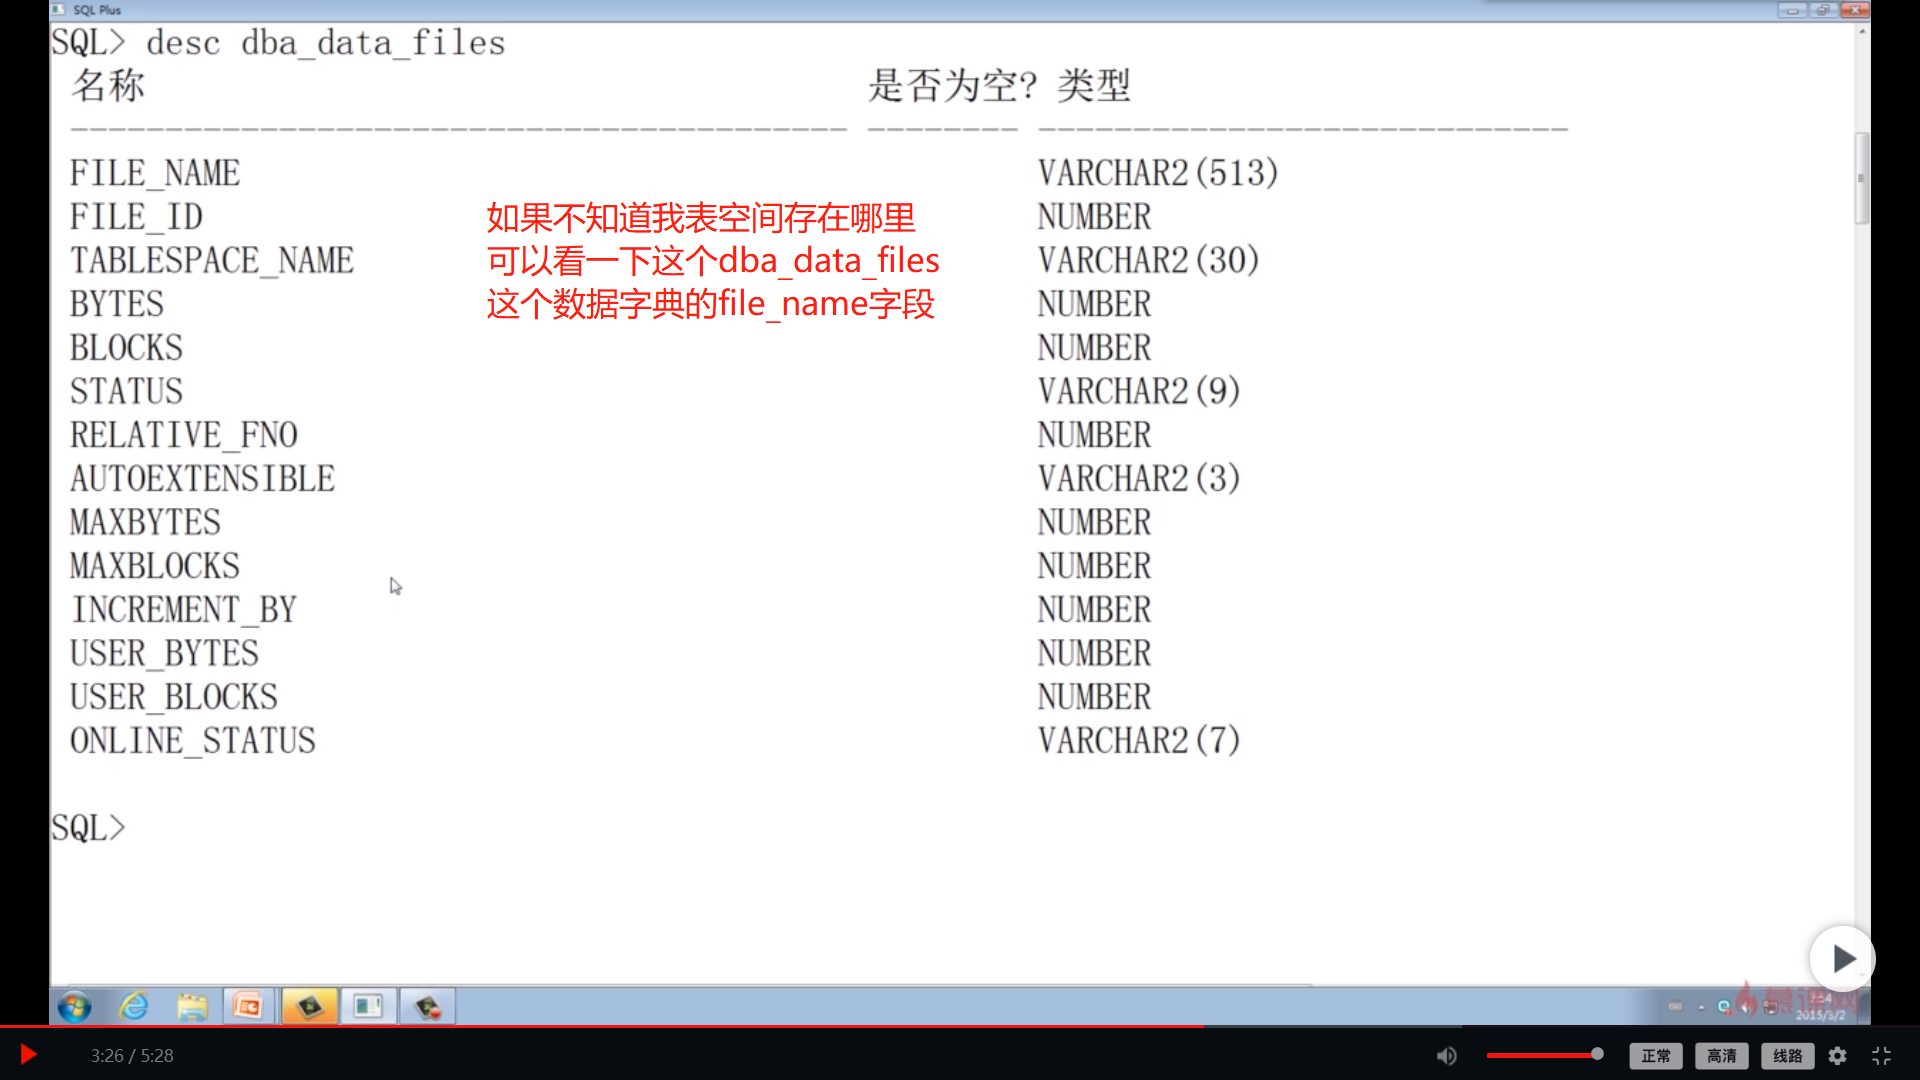 SQL Plus
SQL> desc dba_data_files
名称 是否为空? 类型
----------------------------------------- -------- ----------------------------
FILE_NAME VARCHAR2(513)
FILE_ID NUMBER
TABLESPACE_NAME VARCHAR2(30)
BYTES NUMBER
BLOCKS NUMBER
STATUS VARCHAR2(9)
RELATIVE_FNO NUMBER
AUTOEXTENSIBLE VARCHAR2(3)
MAXBYTES NUMBER
MAXBLOCKS NUMBER
INCREMENT_BY NUMBER
USER_BYTES NUMBER
USER_BLOCKS NUMBER
ONLINE_STATUS VARCHAR2(7)
如果不知道我表空间存在哪里
可以看一下这个dba_data_files
这个数据字典的file_name字段
SQL>
慕课网
2015/3/2
3:26 / 5:28
正常 高清 线路